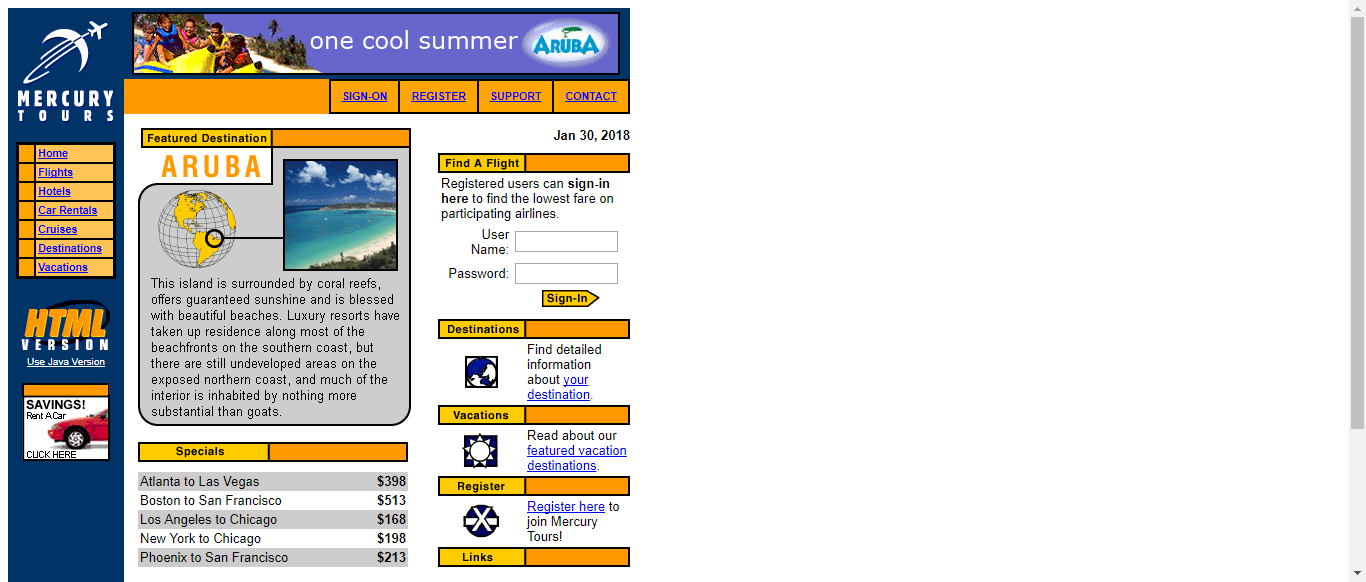 one cool summer ARUBA
MERCURY
TOURS
SIGN-ON REGISTER SUPPORT CONTACT
Home
Flights
Hotels
Car Rentals
Cruises
Destinations
Vacations
HTML
VERSION
Use Java Version
SAVINGS!
Rent A Car
CLICK HERE
Featured Destination
ARUBA
This island is surrounded by coral reefs,
offers guaranteed sunshine and is blessed
with beautiful beaches. Luxury resorts have
taken up residence along most of the
beachfronts on the southern coast, but
there are still undeveloped areas on the
exposed northern coast, and much of the
interior is inhabited by nothing more
substantial than goats.
Specials
Atlanta to Las Vegas $398
Boston to San Francisco $513
Los Angeles to Chicago $168
New York to Chicago $198
Phoenix to San Francisco $213
Jan 30, 2018
Find A Flight
Registered users can sign-in
here to find the lowest fare on
participating airlines.
User
Name:
Password:
Sign-In
Destinations
Find detailed
information
about your
destination.
Vacations
Read about our
featured vacation
destinations.
Register
Register here to
join Mercury
Tours!
Links